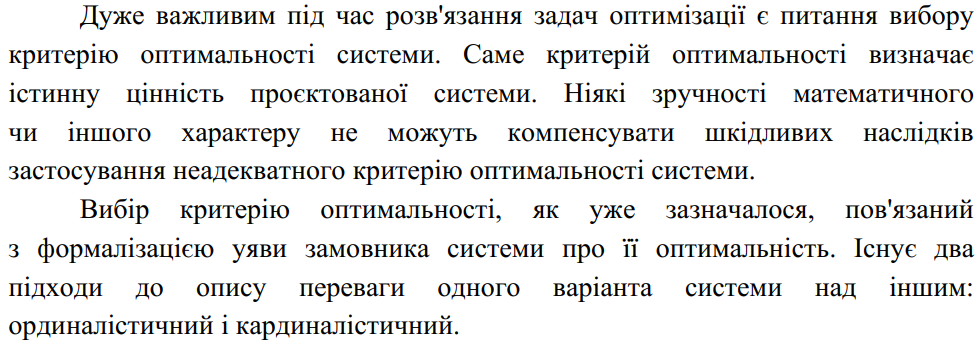 Дуже важливим під час розв'язання задач оптимізації є питання вибору
критерію оптимальності системи. Саме критерій оптимальності визначає
істинну цінність проєктованої системи. Ніякі зручності математичного
чи іншого характеру не можуть компенсувати шкідливих наслідків
застосування неадекватного критерію оптимальності системи.
Вибір критерію оптимальності, як уже зазначалося, пов'язаний
з формалізацією уяви замовника системи про її оптимальність. Існує два
підходи до опису переваги одного варіанта системи над іншим:
ординалістичний і кардиналістичний.